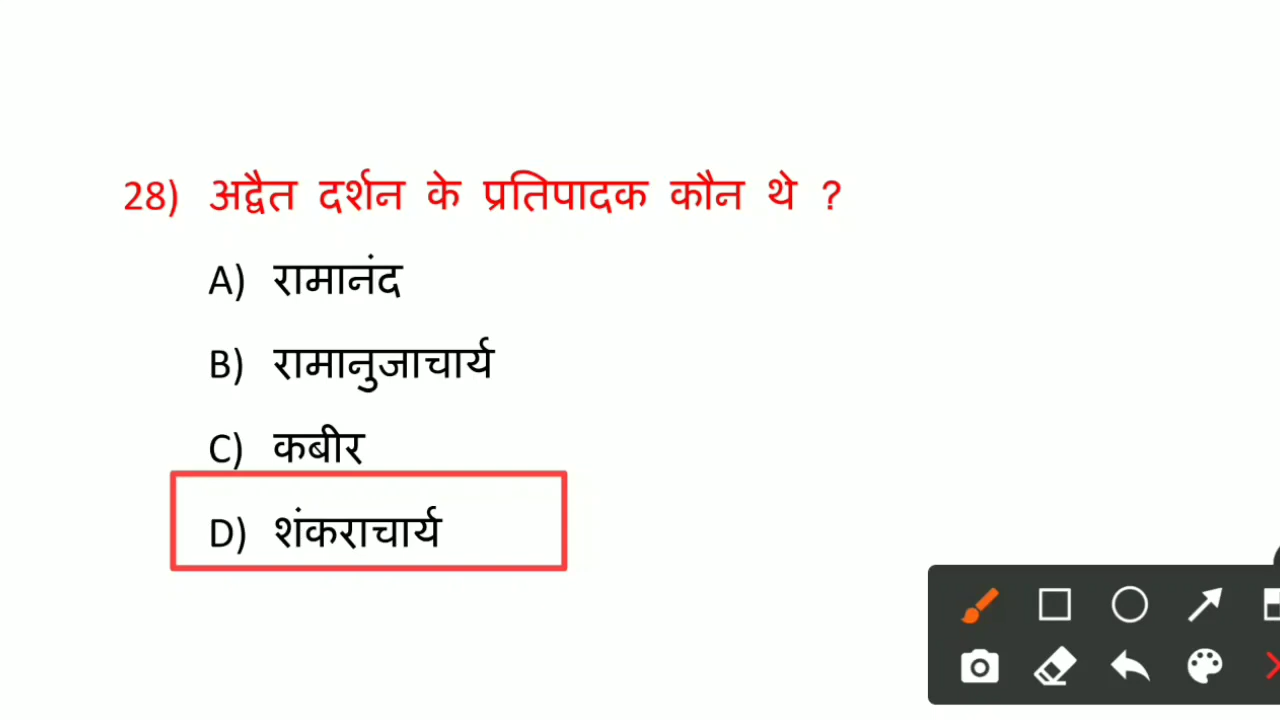 28) अद्वैत दर्शन के प्रतिपादक कौन थे ?
A) रामानंद
B) रामानुजाचार्य
C) कबीर
D) शंकराचार्य